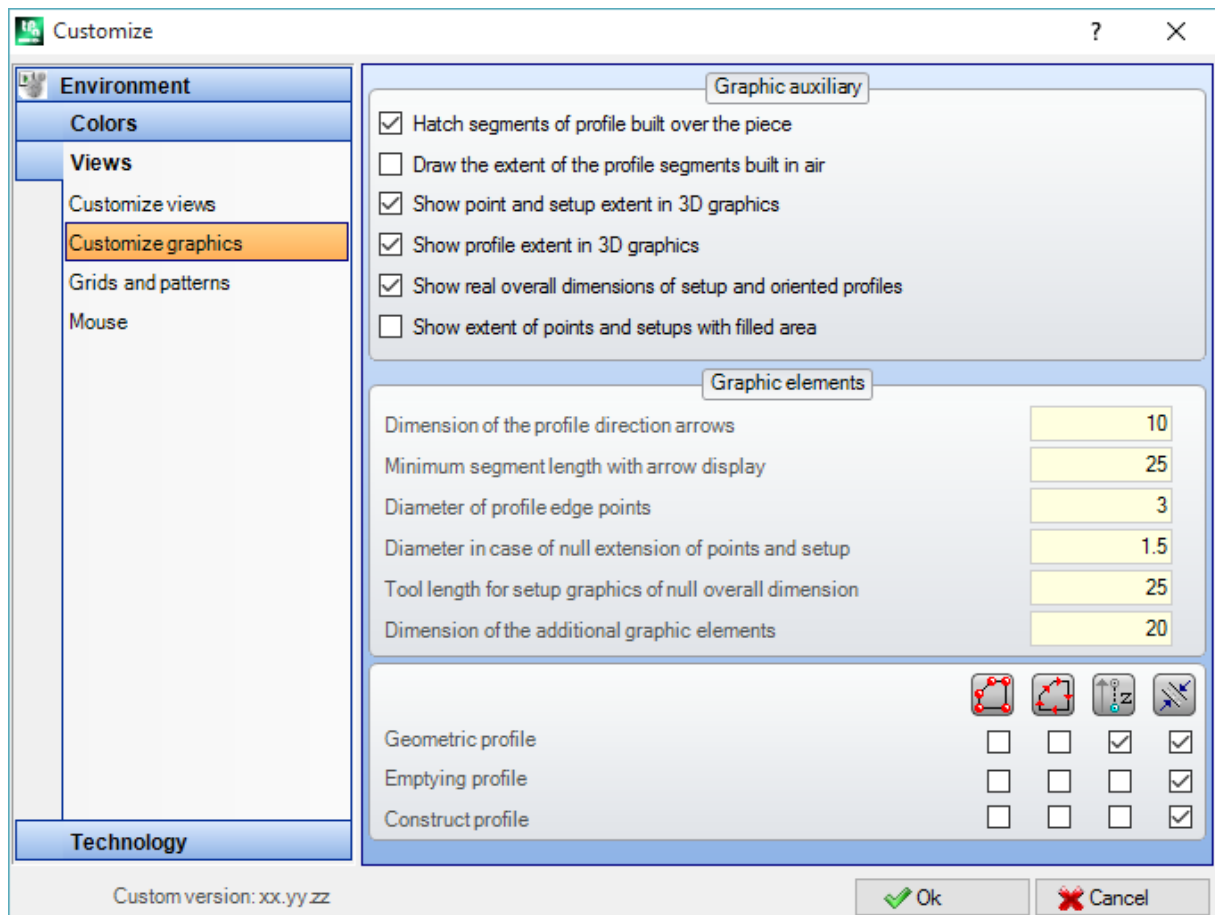 Customize
?
Environment
Colors
Views
Customize views
Customize graphics
Grids and patterns
Mouse
Technology
Graphic auxiliary
Hatch segments of profile built over the piece
Draw the extent of the profile segments built in air
Show point and setup extent in 3D graphics
Show profile extent in 3D graphics
Show real overall dimensions of setup and oriented profiles
Show extent of points and setups with filled area
Graphic elements
Dimension of the profile direction arrows 10
Minimum segment length with arrow display 25
Diameter of profile edge points 3
Diameter in case of null extension of points and setup 1.5
Tool length for setup graphics of null overall dimension 25
Dimension of the additional graphic elements 20
z
Geometric profile
Emptying profile
Construct profile
Custom version: xx.yy.zz
Ok Cancel